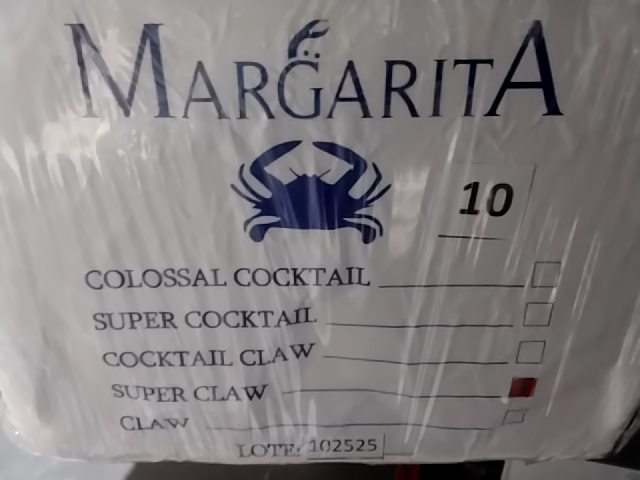 MARGARITA
10
COLOSSAL COCKTAIL
SUPER COCKTAIL
COCKTAIL CLAW
SUPER CLAW
CLAW
LOTE: 102525